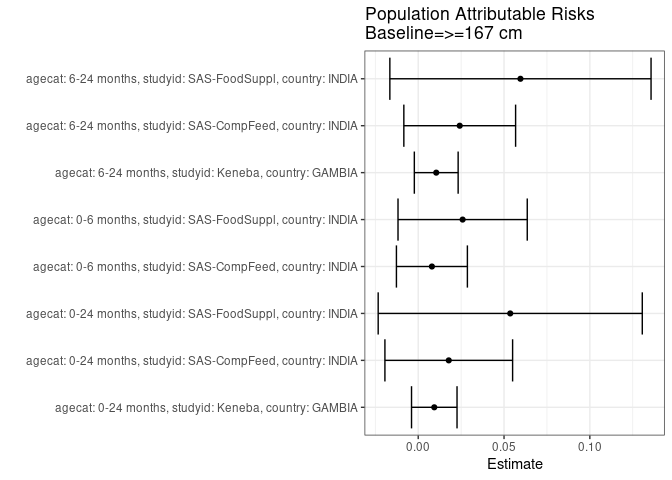 Population Attributable Risks
Baseline=>=167 cm
agecat: 6-24 months, studyid: SAS-FoodSuppl, country: INDIA
agecat: 6-24 months, studyid: SAS-CompFeed, country: INDIA
agecat: 6-24 months, studyid: Keneba, country: GAMBIA
agecat: 0-6 months, studyid: SAS-FoodSuppl, country: INDIA
agecat: 0-6 months, studyid: SAS-CompFeed, country: INDIA
agecat: 0-24 months, studyid: SAS-FoodSuppl, country: INDIA
agecat: 0-24 months, studyid: SAS-CompFeed, country: INDIA
agecat: 0-24 months, studyid: Keneba, country: GAMBIA
0.00 0.05 0.10
Estimate